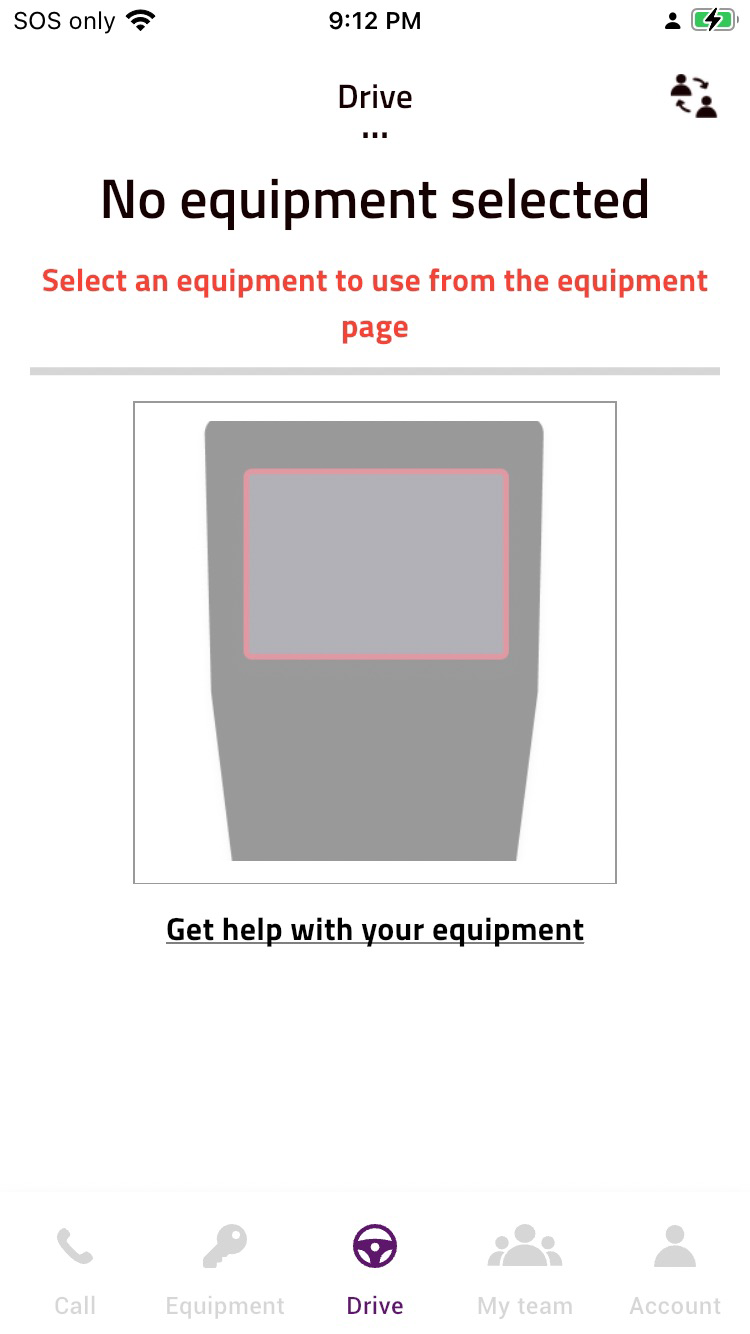 SOS only 9:12 PM
Drive
...
No equipment selected
Select an equipment to use from the equipment
page
Get help with your equipment
Call Equipment Drive My team Account